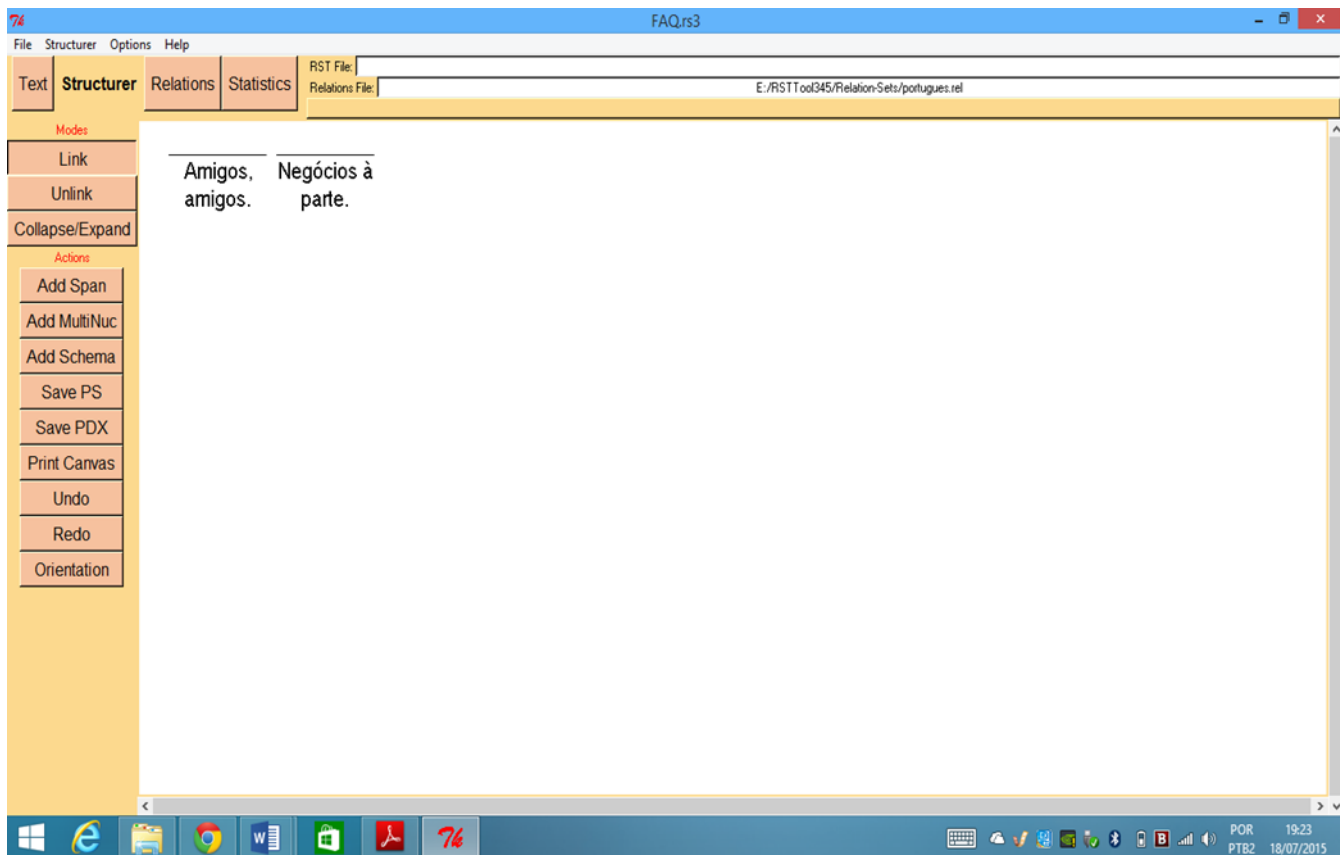 FAQ.rs3
File Structurer Options Help
Text Structurer Relations Statistics
RST File:
Relations File: E:/RSTTool345/Relation-Sets/portugues.rel
Modes
Link
Unlink
Collapse/Expand
Actions
Add Span
Add MultiNuc
Add Schema
Save PS
Save PDX
Print Canvas
Undo
Redo
Orientation
Amigos, Negócios à
amigos. parte.
POR 19:23
PTB2 18/07/2015